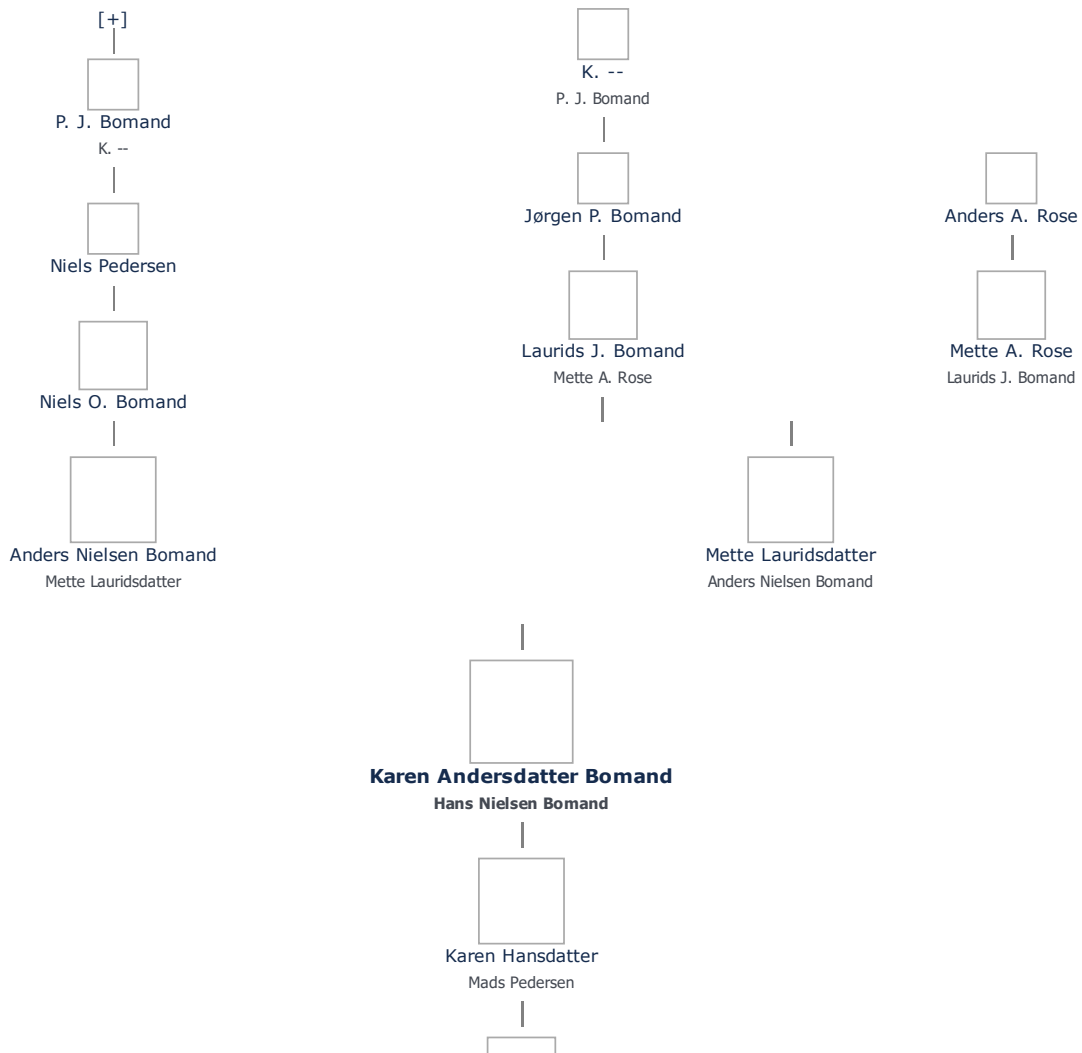 [+]
P. J. Bomand
K. --
Niels Pedersen
Niels O. Bomand
Anders Nielsen Bomand
Mette Lauridsdatter
K. --
P. J. Bomand
Jørgen P. Bomand
Laurids J. Bomand
Mette A. Rose
Anders A. Rose
Mette A. Rose
Laurids J. Bomand
Mette Lauridsdatter
Anders Nielsen Bomand
Karen Andersdatter Bomand
Hans Nielsen Bomand
Karen Hansdatter
Mads Pedersen